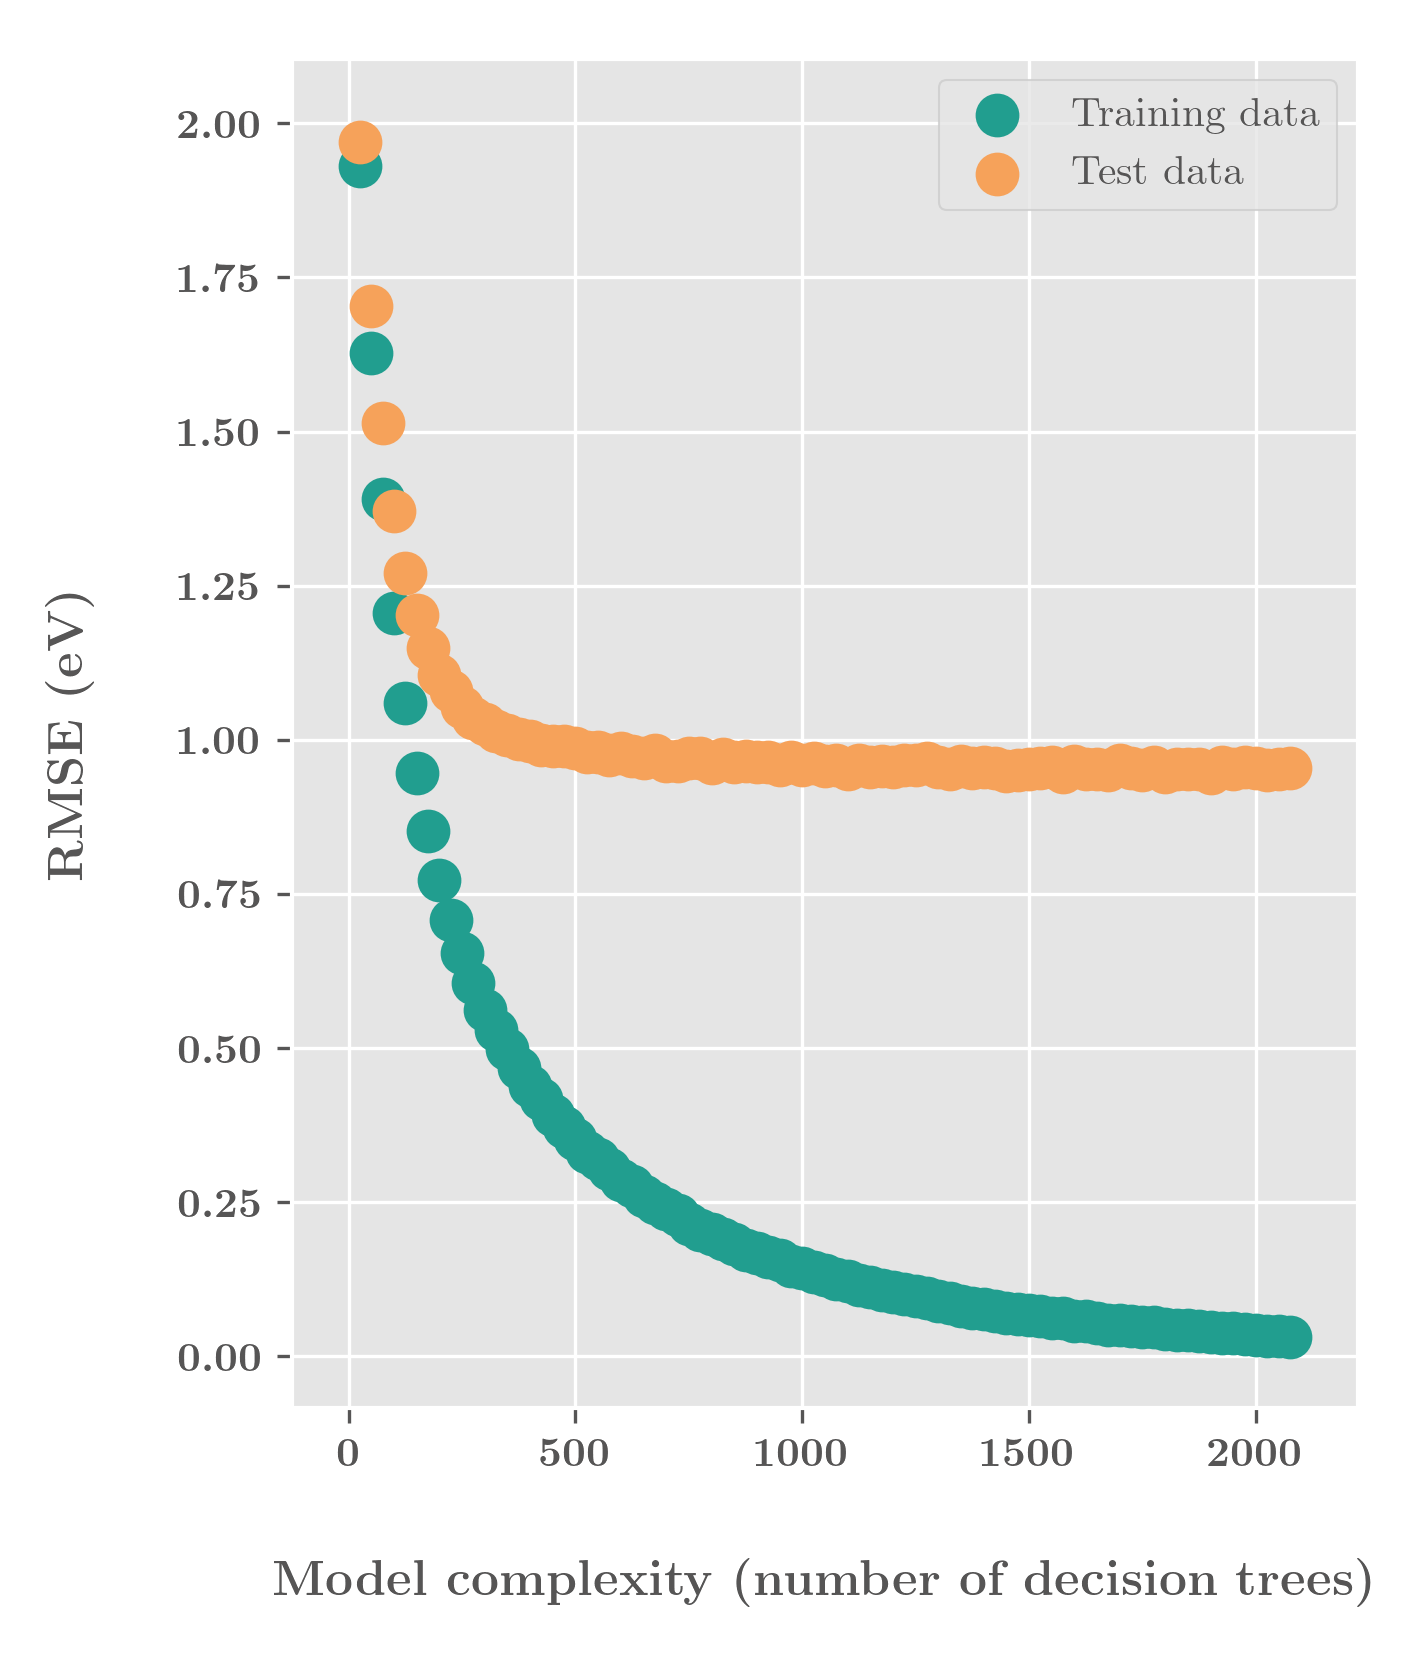 Training data
Test data
2.00
1.75
1.50
1.25
1.00
0.75
0.50
0.25
0.00
RMSE (eV)
0 500 1000 1500 2000
Model complexity (number of decision trees)